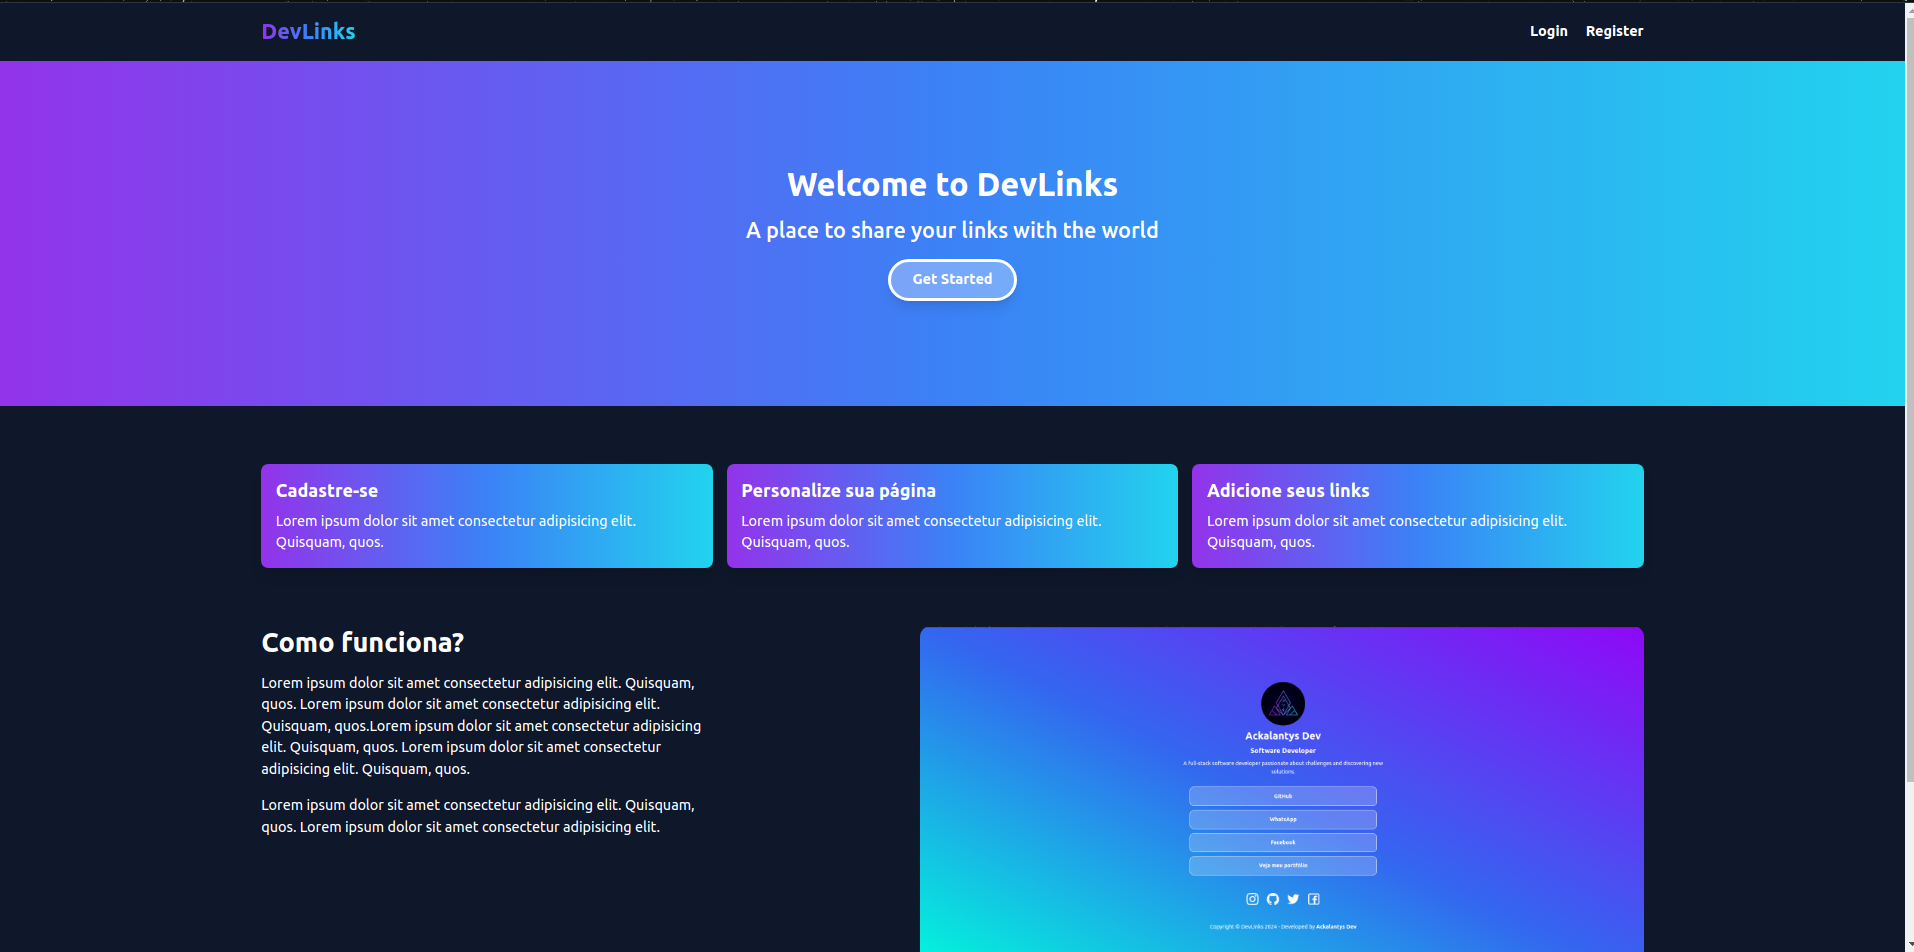 DevLinks
Login Register
Welcome to DevLinks
A place to share your links with the world
Get Started
Cadastre-se
Lorem ipsum dolor sit amet consectetur adipisicing elit.
Quisquam, quos.
Personalize sua página
Lorem ipsum dolor sit amet consectetur adipisicing elit.
Quisquam, quos.
Adicione seus links
Lorem ipsum dolor sit amet consectetur adipisicing elit.
Quisquam, quos.
Como funciona?
Lorem ipsum dolor sit amet consectetur adipisicing elit. Quisquam,
quos. Lorem ipsum dolor sit amet consectetur adipisicing elit.
Quisquam, quos.Lorem ipsum dolor sit amet consectetur adipisicing
elit. Quisquam, quos. Lorem ipsum dolor sit amet consectetur
adipisicing elit. Quisquam, quos.
Lorem ipsum dolor sit amet consectetur adipisicing elit. Quisquam,
quos. Lorem ipsum dolor sit amet consectetur adipisicing elit.
Ackalantys Dev
Software Developer
A full-stack software developer passionate about challenges and discovering new
solutions.
GitHub
WhatsApp
Facebook
Veja meu portfólio
Copyright © DevLinks 2024 - Developed by Ackalantys Dev